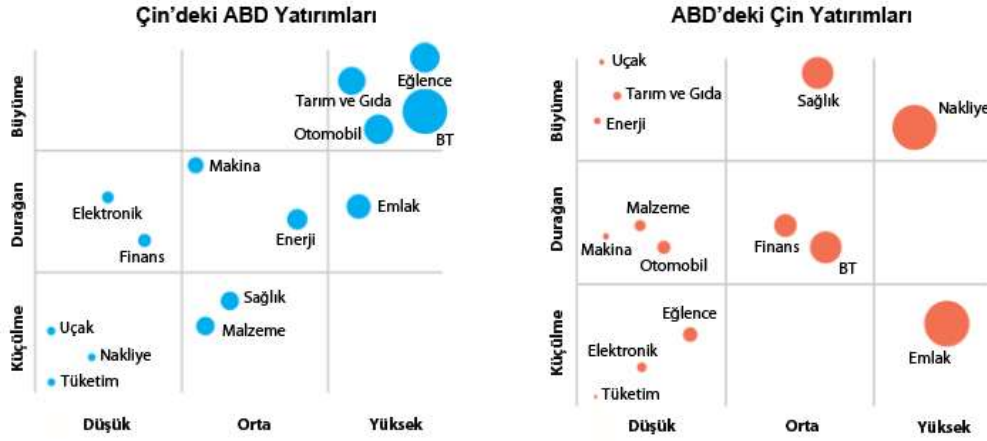 Çin’deki ABD Yatırımları
Büyüme
Eğlence
Tarım ve Gıda
Otomobil
BT
Durağan
Makina
Elektronik
Emlak
Enerji
Finans
Küçülme
Sağlık
Malzeme
Uçak
Nakliye
Tüketim
Düşük
Orta
Yüksek
ABD’deki Çin Yatırımları
Büyüme
Uçak
Tarım ve Gıda
Sağlık
Nakliye
Enerji
Durağan
Malzeme
Makina
Otomobil
Finans
BT
Küçülme
Eğlence
Elektronik
Emlak
Tüketim
Düşük
Orta
Yüksek